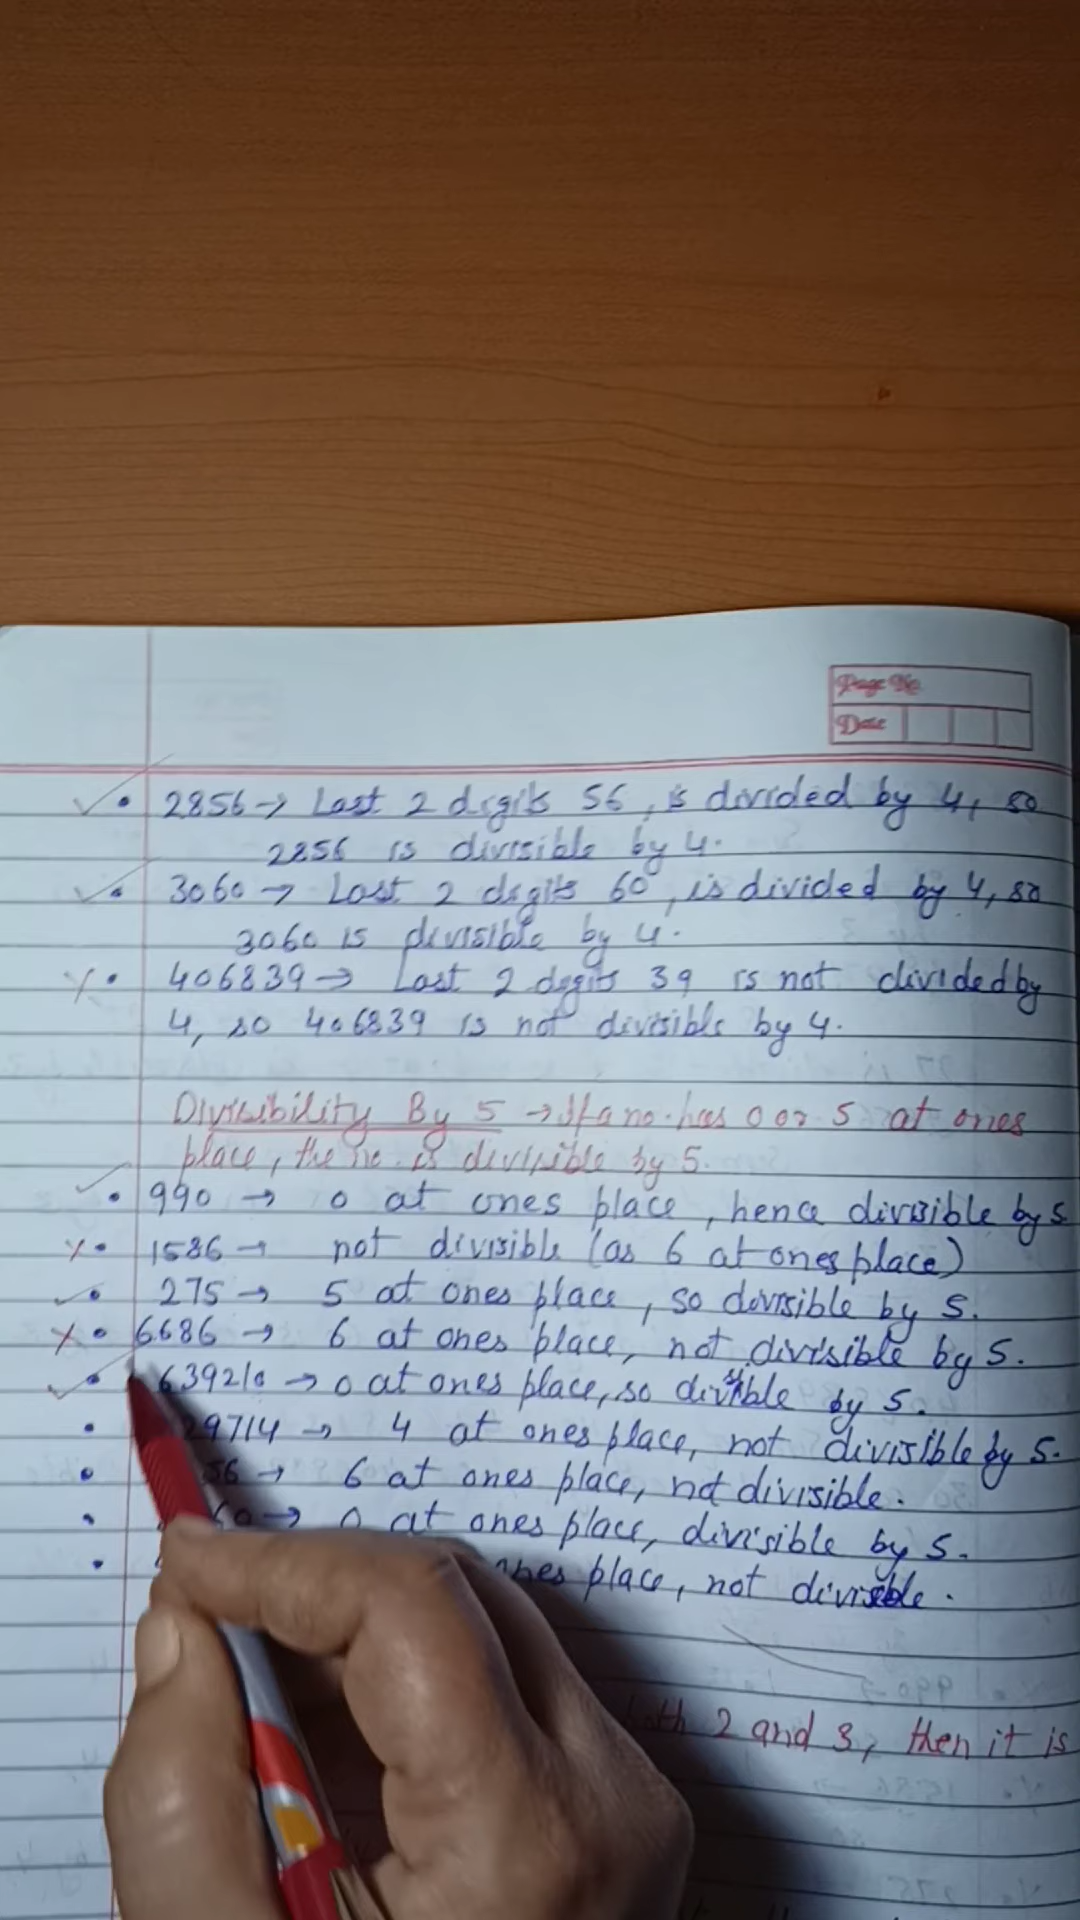 Page No.
Date
2856 → Last 2 digits 56, is divided by 4, so
2856 is divisible by 4.
3060 → Last 2 digits 60, is divided by 4, so
3060 is divisible by 4.
406839 → Last 2 digits 39 is not divided by
4, so 406839 is not divisible by 4.
Divisibility By 5 → If a no. has 0 or 5 at ones
place, the no. is divisible by 5.
990 → 0 at ones place, hence divisible by 5
1586 → not divisible (as 6 at ones place)
275 → 5 at ones place, so divisible by 5.
6686 → 6 at ones place, not divisible by 5.
639210 → 0 at ones place, so divisible by 5.
29714 → 4 at ones place, not divisible by 5.
56 → 6 at ones place, not divisible.
60 → 0 at ones place, divisible by 5.
ones place, not divisible.
both 2 and 3, then it is